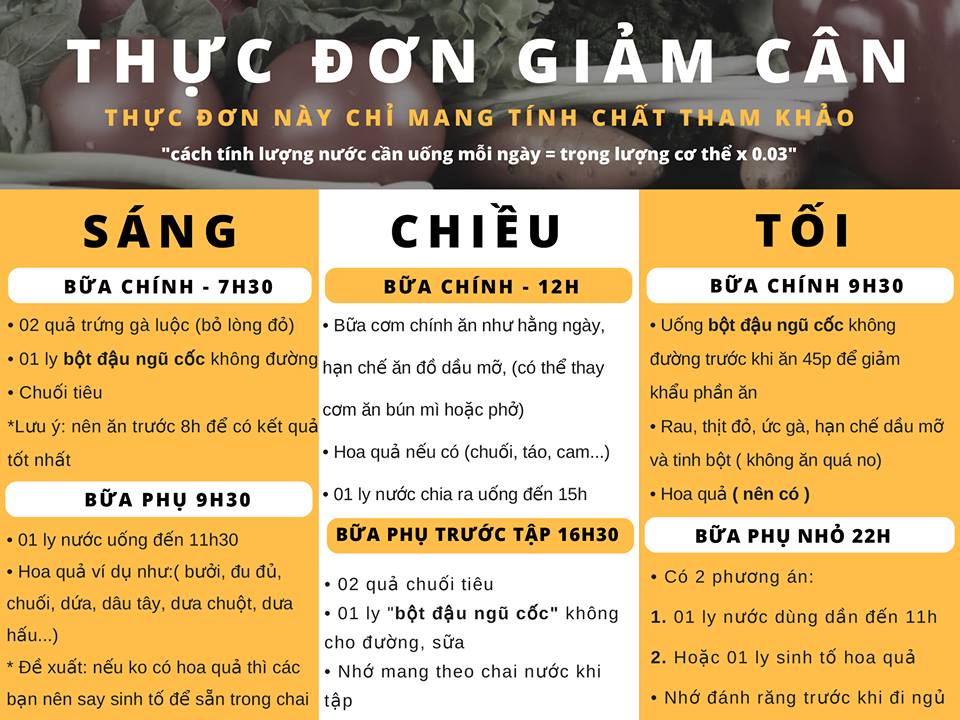 THỰC ĐƠN GIẢM CÂN
THỰC ĐƠN NÀY CHỈ MANG TÍNH CHẤT THAM KHẢO
"cách tính lượng nước cần uống mỗi ngày = trọng lượng cơ thể x 0.03"
SÁNG
BỮA CHÍNH - 7H30
• 02 quả trứng gà luộc (bỏ lòng đỏ)
• 01 ly bột đậu ngũ cốc không đường
• Chuối tiêu
*Lưu ý: nên ăn trước 8h để có kết quả
tốt nhất
BỮA PHỤ 9H30
• 01 ly nước uống đến 11h30
• Hoa quả ví dụ như:( bưởi, đu đủ,
chuối, dứa, dâu tây, dưa chuột, dưa
hấu...)
* Đề xuất: nếu ko có hoa quả thì các
bạn nên say sinh tố để sẵn trong chai
CHIỀU
BỮA CHÍNH - 12H
• Bữa cơm chính ăn như hằng ngày,
hạn chế ăn đồ dầu mỡ, (có thể thay
cơm ăn bún mì hoặc phở)
• Hoa quả nếu có (chuối, táo, cam...)
• 01 ly nước chia ra uống đến 15h
BỮA PHỤ TRƯỚC TẬP 16H30
• 02 quả chuối tiêu
• 01 ly "bột đậu ngũ cốc" không
cho đường, sữa
• Nhớ mang theo chai nước khi
tập
TỐI
BỮA CHÍNH 9H30
• Uống bột đậu ngũ cốc không
đường trước khi ăn 45p để giảm
khẩu phần ăn
• Rau, thịt đỏ, ức gà, hạn chế dầu mỡ
và tinh bột ( không ăn quá no)
• Hoa quả ( nên có )
BỮA PHỤ NHỎ 22H
• Có 2 phương án:
1. 01 ly nước dùng dần đến 11h
2. Hoặc 01 ly sinh tố hoa quả
• Nhớ đánh răng trước khi đi ngủ